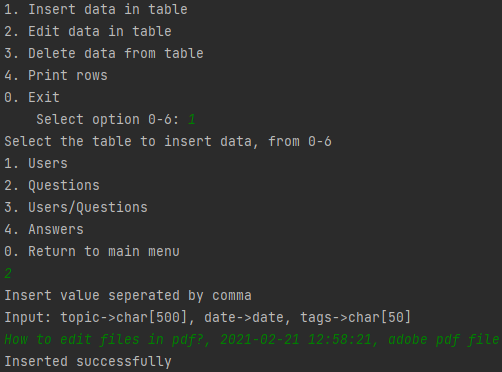 1. Insert data in table
2. Edit data in table
3. Delete data from table
4. Print rows
0. Exit
Select option 0-6: 1
Select the table to insert data, from 0-6
1. Users
2. Questions
3. Users/Questions
4. Answers
0. Return to main menu
2
Insert value seperated by comma
Input: topic->char[500], date->date, tags->char[50]
How to edit files in pdf?, 2021-02-21 12:58:21, adobe pdf file
Inserted successfully